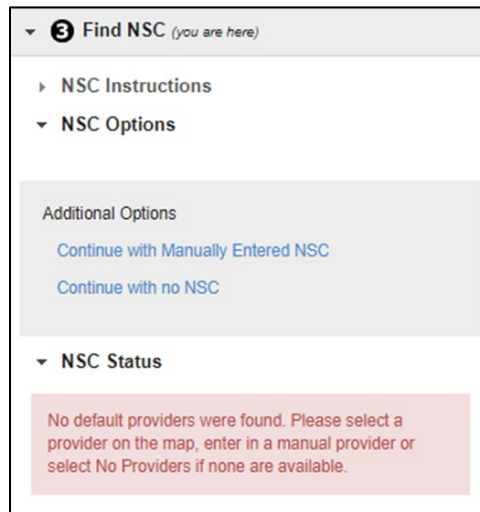 3 Find NSC (you are here)
NSC Instructions
NSC Options
Additional Options
Continue with Manually Entered NSC
Continue with no NSC
NSC Status
No default providers were found. Please select a
provider on the map, enter in a manual provider or
select No Providers if none are available.